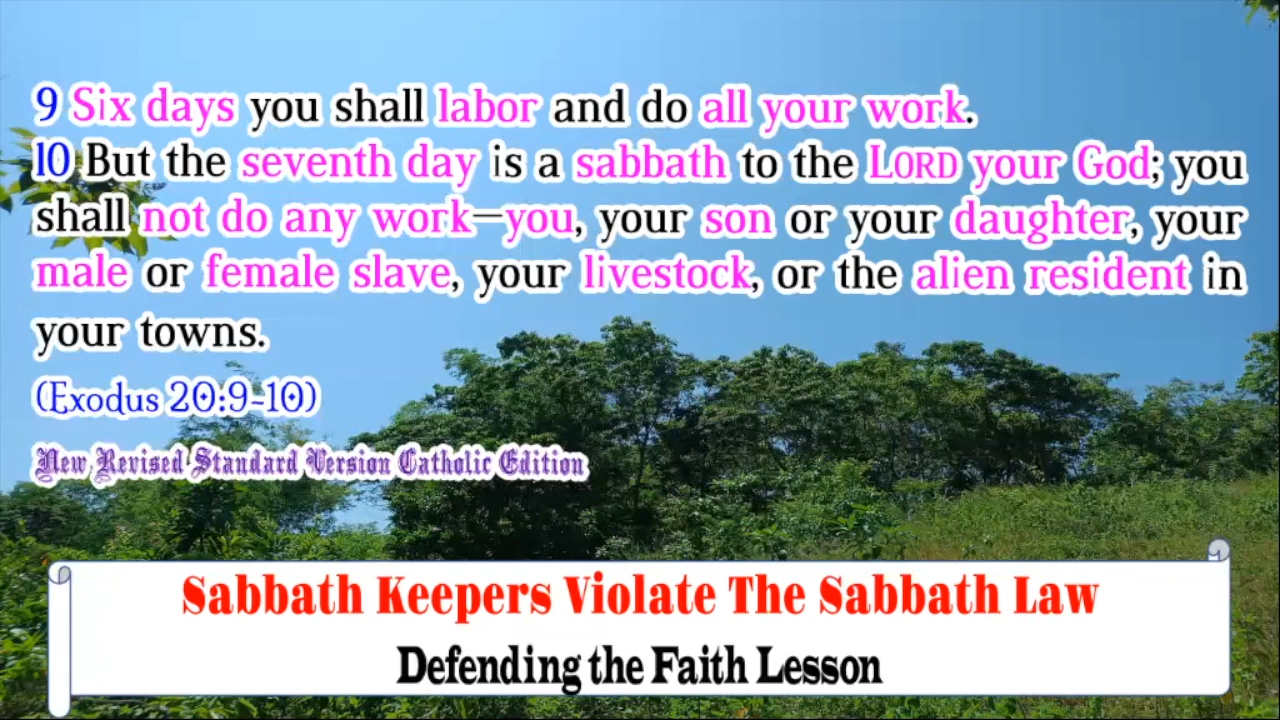 9 Six days you shall labor and do all your work.
10 But the seventh day is a sabbath to the LORD your God; you
shall not do any work—you, your son or your daughter, your
male or female slave, your livestock, or the alien resident in
your towns.
(Exodus 20:9-10)
New Revised Standard Version Catholic Edition
Sabbath Keepers Violate The Sabbath Law
Defending the Faith Lesson